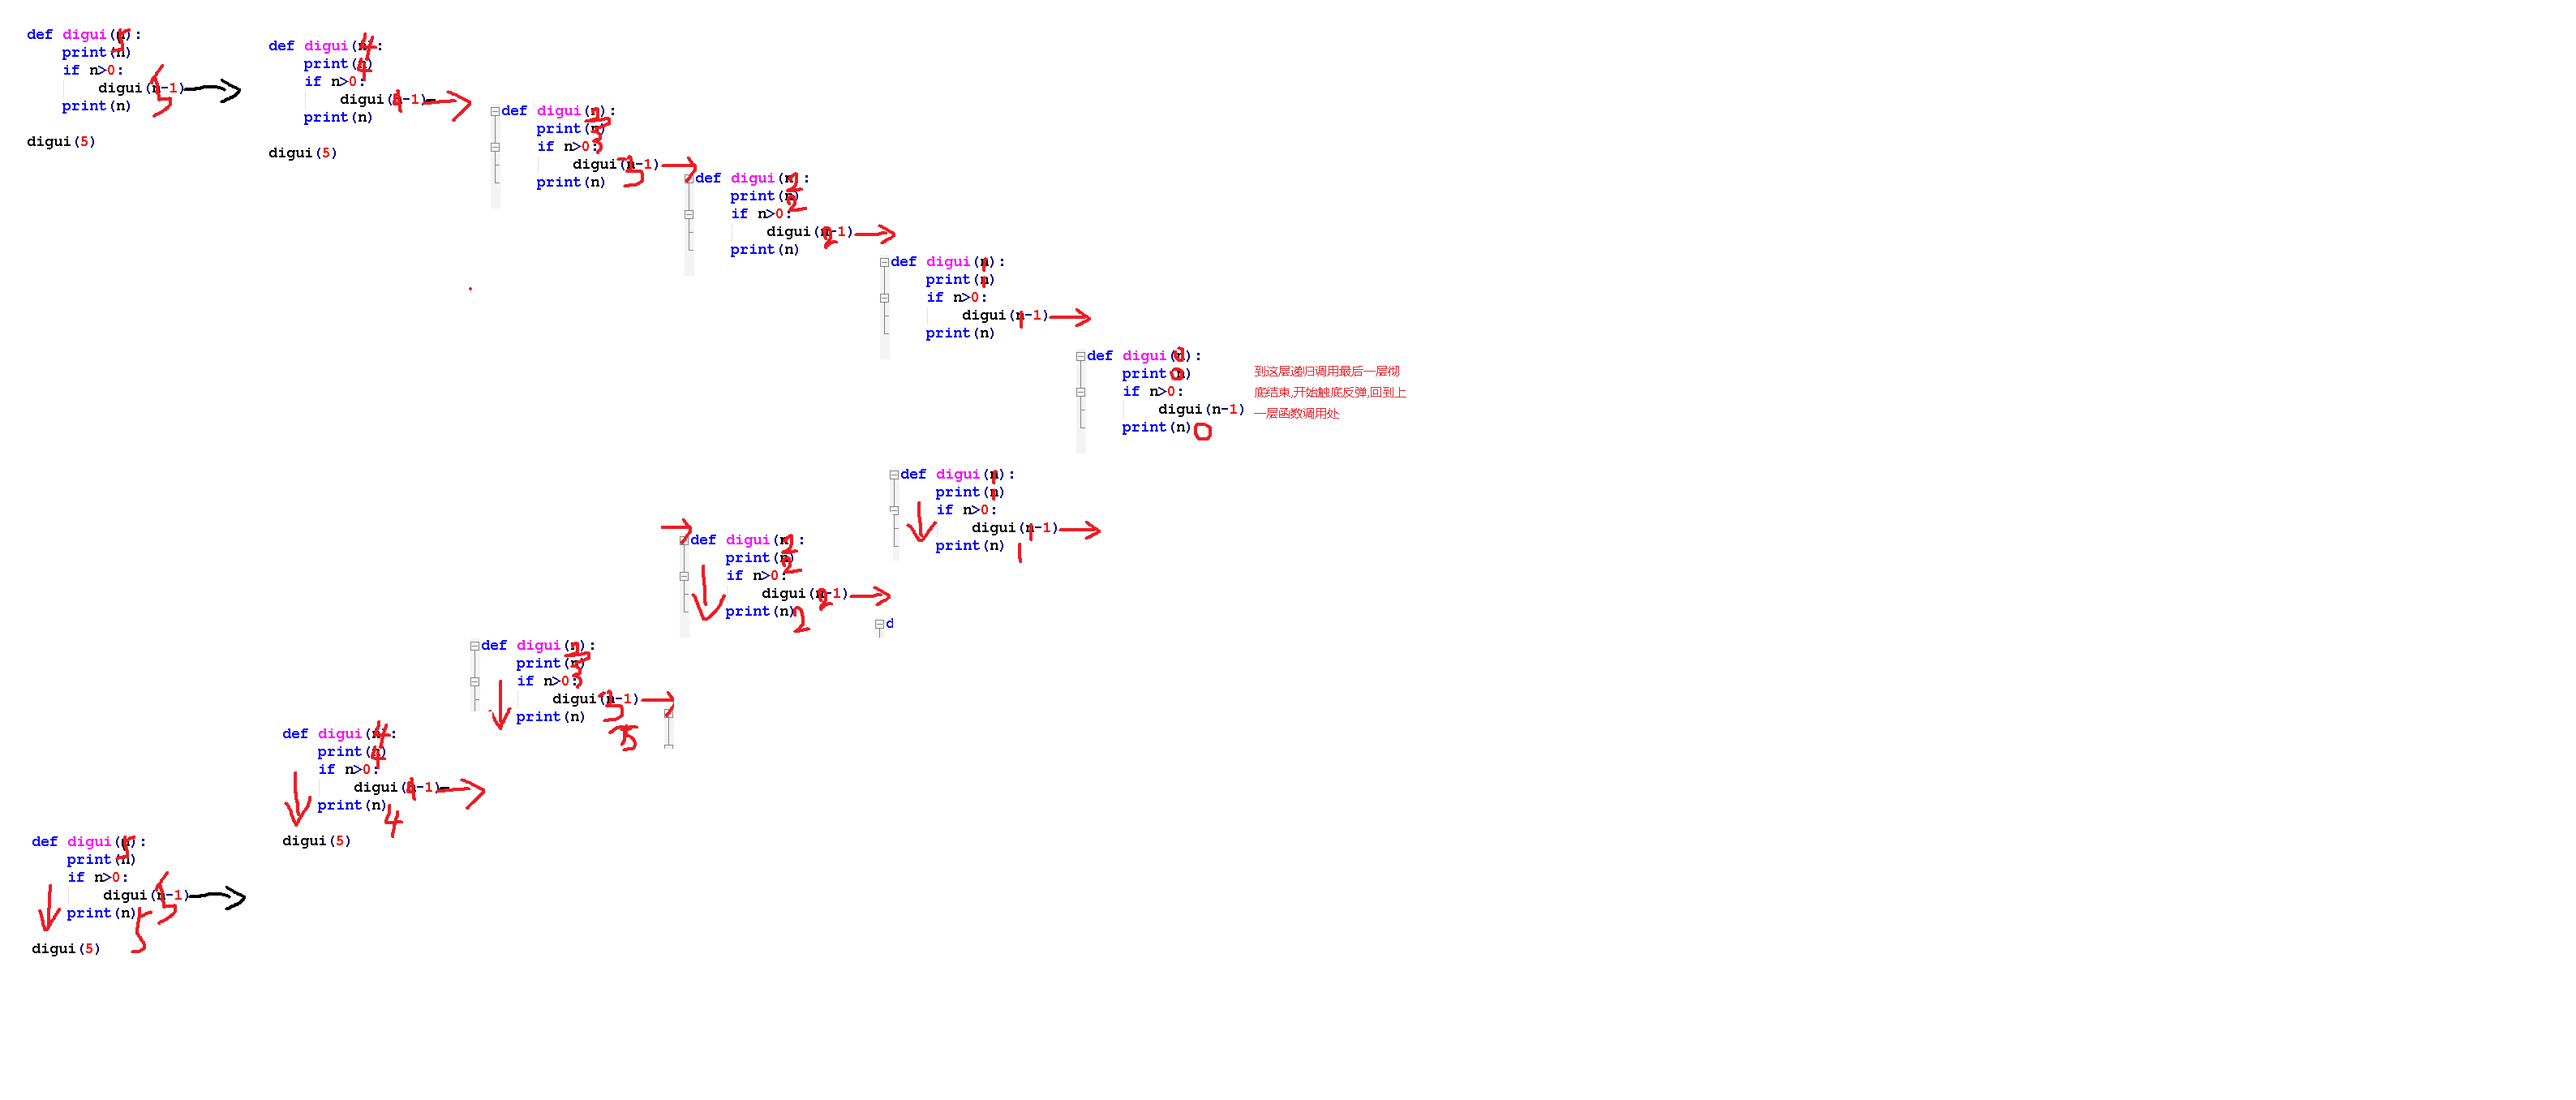 def digui(n):
    print(n)
    if n>0:
        digui(n-1)
    print(n)
digui(5)
5
5
def digui(n):
    print(n)
    if n>0:
        digui(n-1)
    print(n)
digui(5)
4
4
4
def digui(n):
    print(n)
    if n>0:
        digui(n-1)
    print(n)
3
3
3
def digui(n):
    print(n)
    if n>0:
        digui(n-1)
    print(n)
2
2
2
def digui(n):
    print(n)
    if n>0:
        digui(n-1)
    print(n)
1
1
1
def digui(n):
    print(n)
    if n>0:
        digui(n-1)
    print(n)
0
0
0
到这层递归调用最后一层彻
底结束,开始触底反弹,回到上
一层函数调用处
def digui(n):
    print(n)
    if n>0:
        digui(n-1)
    print(n)
1
1
1
1
def digui(n):
    print(n)
    if n>0:
        digui(n-1)
    print(n)
2
2
2
2
d
def digui(n):
    print(n)
    if n>0:
        digui(n-1)
    print(n)
3
3
3
def digui(n):
    print(n)
    if n>0:
        digui(n-1)
    print(n)
digui(5)
4
4
4
4
def digui(n):
    print(n)
    if n>0:
        digui(n-1)
    print(n)
digui(5)
5
5
5